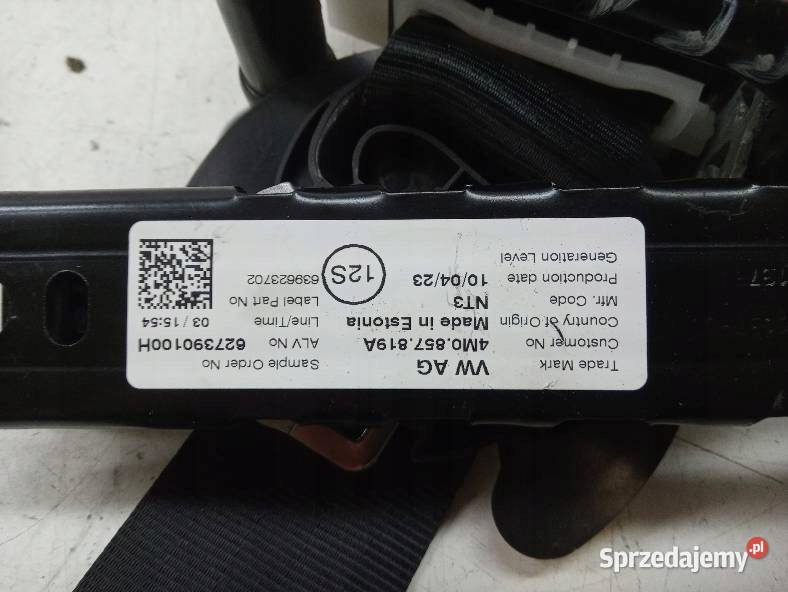 Trade Mark VW AG
Customer No 4M0.857.819A
Country of Origin Made in Estonia
Mfr. Code NT3
Production date 10/04/23
Generation Level
Sample Order No
ALV No 627390100H
Line/Time 03 / 15:54
Label Part No 639623702
12S
Sprzedajemy.pl